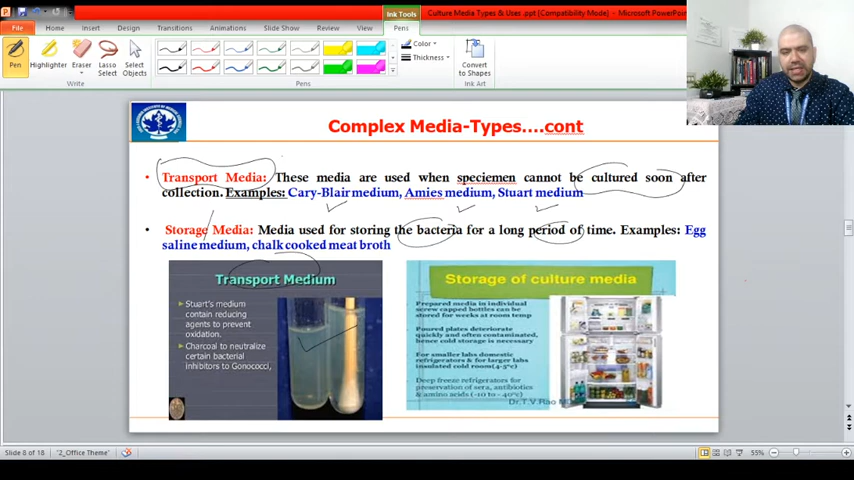 Ink Tools
Culture Media Types & Uses .ppt [Compatibility Mode] - Microsoft PowerPoint
File Home Insert Design Transitions Animations Slide Show Review View Pens
Pen Highlighter Eraser Lasso Select Select Objects
Color
Thickness
Convert to Shapes
Write Pens Ink Art
Complex Media-Types....cont
• Transport Media: These media are used when speciemen cannot be cultured soon after
collection. Examples: Cary-Blair medium, Amies medium, Stuart medium
• Storage Media: Media used for storing the bacteria for a long period of time. Examples: Egg
saline medium, chalk cooked meat broth
Transport Medium
Stuart's medium
contain reducing
agents to prevent
oxidation.
Charcoal to neutralize
certain bacterial
inhibitors to Gonococci,
Storage of culture media
Prepared media in individual
screw capped bottles can be
stored for weeks at room temp
Poured plates deteriorate
quickly and often contaminated,
hence cold storage is necessary
For smaller labs domestic
refrigerators & for larger labs
insulated cold room(4-5°c)
Deep freeze refrigerators for
preservation of sera, antibiotics
& amino acids (-10 to - 40°c)
Dr.T.V.Rao MD
Slide 8 of 18 '2_Office Theme' 55%